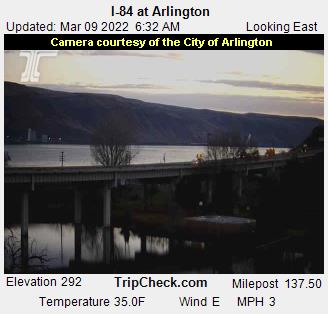 I-84 at Arlington
Updated: Mar 09 2022 6:32 AM Looking East
Camera courtesy of the City of Arlington
Elevation 292 TripCheck.com Milepost 137.50
Temperature 35.0F Wind E MPH 3